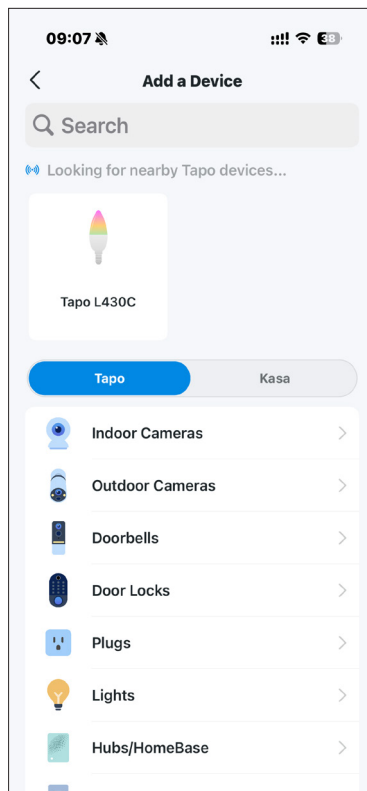 09:07
38
Add a Device
Search
Looking for nearby Tapo devices...
Tapo L430C
Tapo Kasa
Indoor Cameras
Outdoor Cameras
Doorbells
Door Locks
Plugs
Lights
Hubs/HomeBase